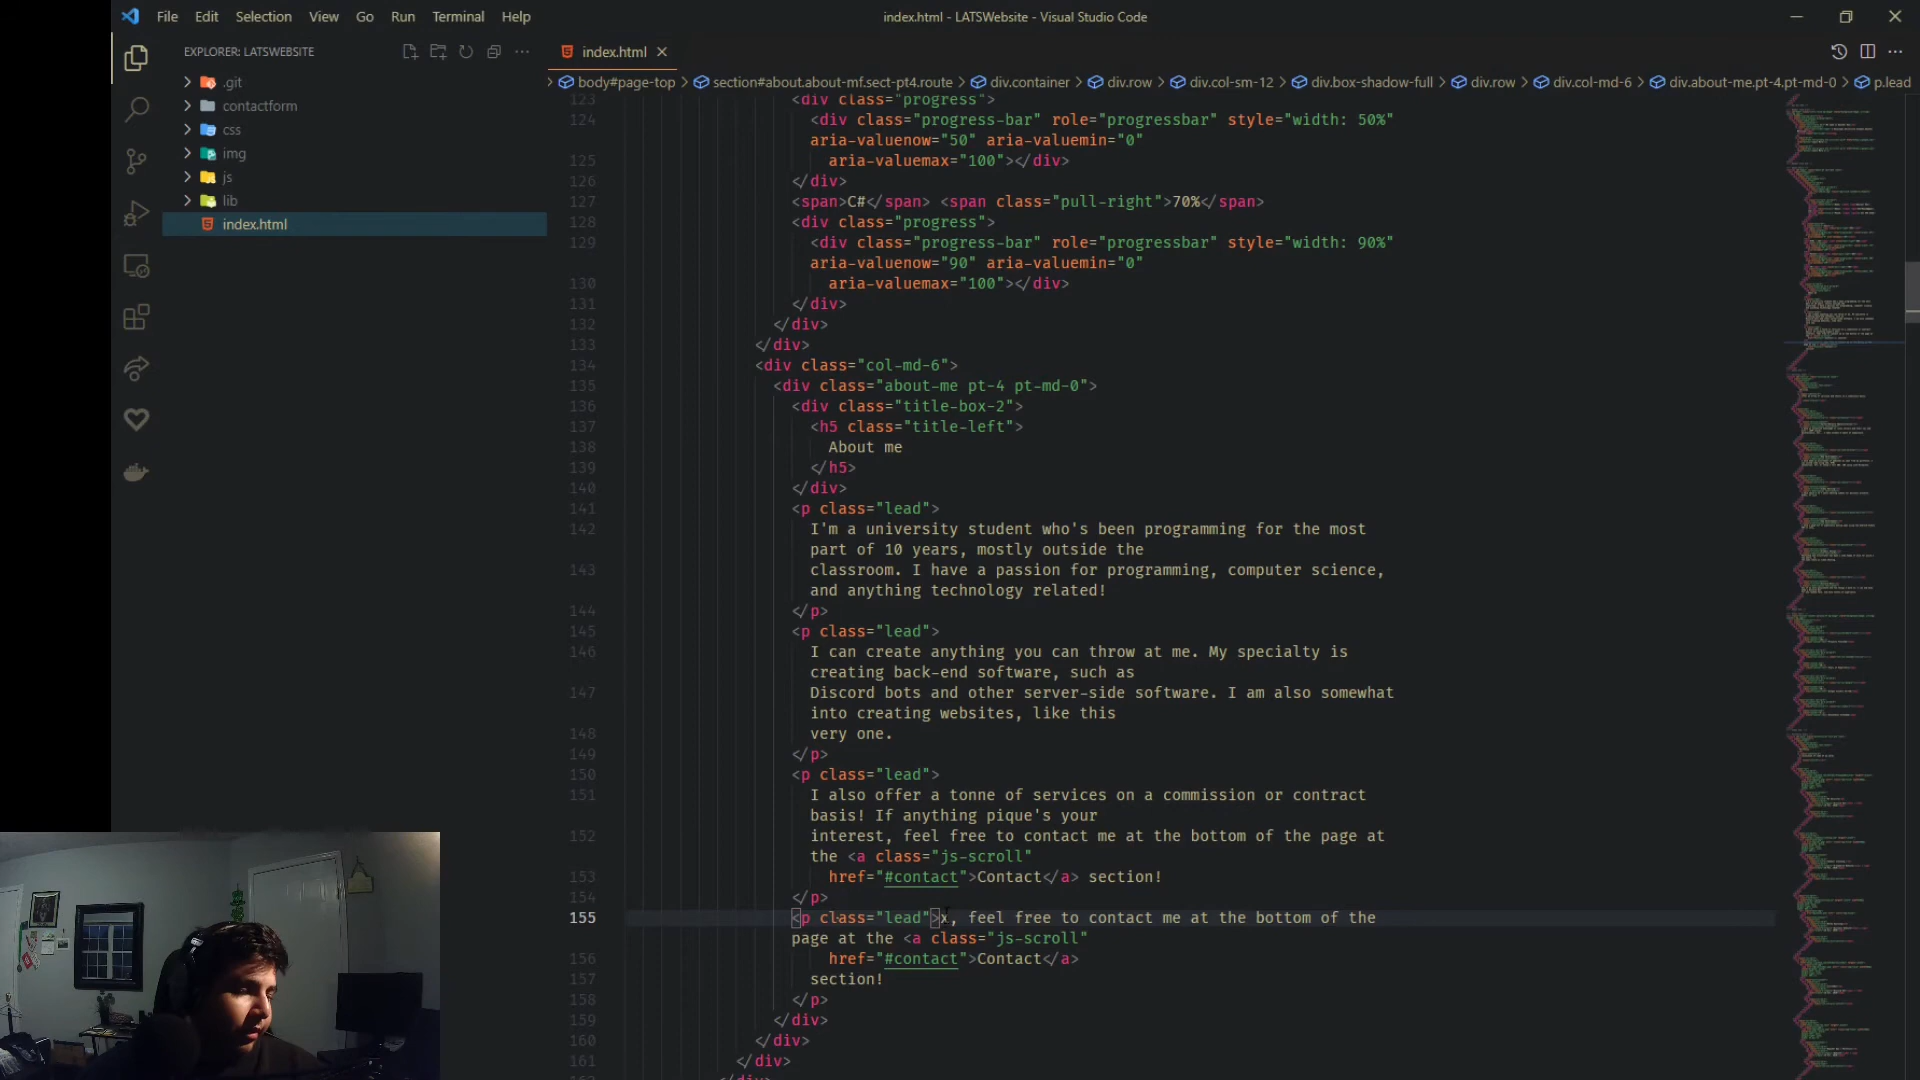 File Edit Selection View Go Run Terminal Help
index.html - LATSWebsite - Visual Studio Code
EXPLORER: LATSWEBSITE
.git
contactform
css
img
js
lib
index.html
index.html
body#page-top section#about.about-mf.sect-pt4.route div.container div.row div.col-sm-12 div.box-shadow-full div.row div.col-md-6 div.about-me.pt-4.pt-md-0 p.lead
123 <div class="progress">
124 <div class="progress-bar" role="progressbar" style="width: 50%"
aria-valuenow="50" aria-valuemin="0"
125 aria-valuemax="100"></div>
126 </div>
127 <span>C#</span> <span class="pull-right">70%</span>
128 <div class="progress">
129 <div class="progress-bar" role="progressbar" style="width: 90%"
aria-valuenow="90" aria-valuemin="0"
130 aria-valuemax="100"></div>
131 </div>
132 </div>
133 </div>
134 <div class="col-md-6">
135 <div class="about-me pt-4 pt-md-0">
136 <div class="title-box-2">
137 <h5 class="title-left">
138 About me
139 </h5>
140 </div>
141 <p class="lead">
142 I'm a university student who's been programming for the most
part of 10 years, mostly outside the
143 classroom. I have a passion for programming, computer science,
and anything technology related!
144 </p>
145 <p class="lead">
146 I can create anything you can throw at me. My specialty is
creating back-end software, such as
147 Discord bots and other server-side software. I am also somewhat
into creating websites, like this
148 very one.
149 </p>
150 <p class="lead">
151 I also offer a tonne of services on a commission or contract
basis! If anything pique's your
152 interest, feel free to contact me at the bottom of the page at
the <a class="js-scroll"
153 href="#contact">Contact</a> section!
154 </p>
155 <p class="lead">x, feel free to contact me at the bottom of the
page at the <a class="js-scroll"
156 href="#contact">Contact</a>
157 section!
158 </p>
159 </div>
160 </div>
161 </div>